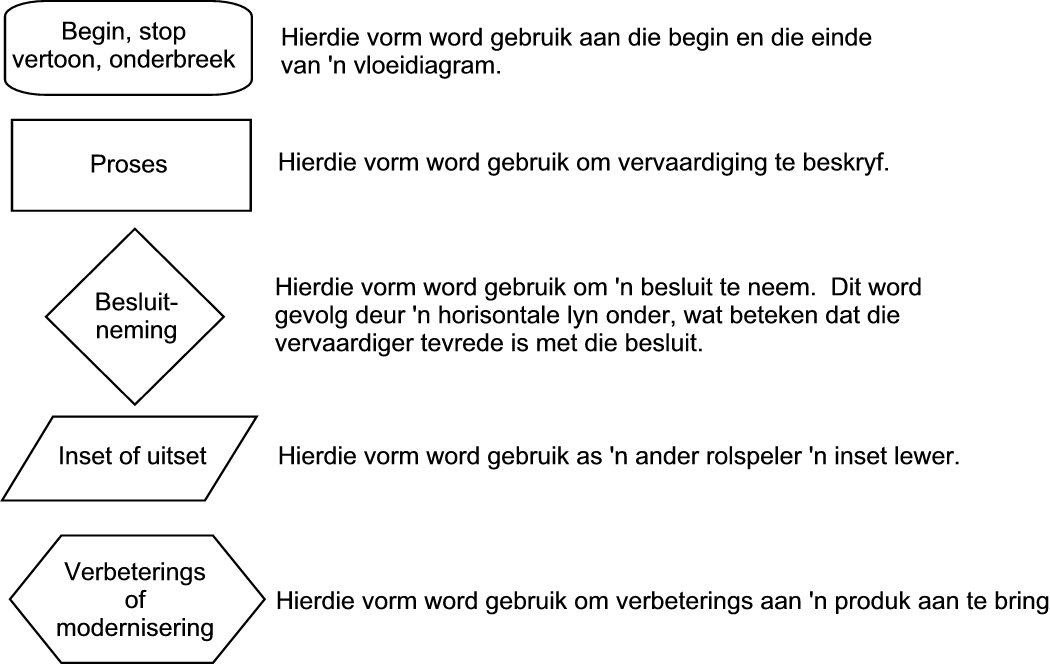 Begin, stop
vertoon, onderbreek
Hierdie vorm word gebruik aan die begin en die einde
van 'n vloeidiagram.
Proses
Hierdie vorm word gebruik om vervaardiging te beskryf.
Besluit-
neming
Hierdie vorm word gebruik om 'n besluit te neem.  Dit word
gevolg deur 'n horisontale lyn onder, wat beteken dat die
vervaardiger tevrede is met die besluit.
Inset of uitset
Hierdie vorm word gebruik as 'n ander rolspeler 'n inset lewer.
Verbeterings
of
modernisering
Hierdie vorm word gebruik om verbeterings aan 'n produk aan te bring